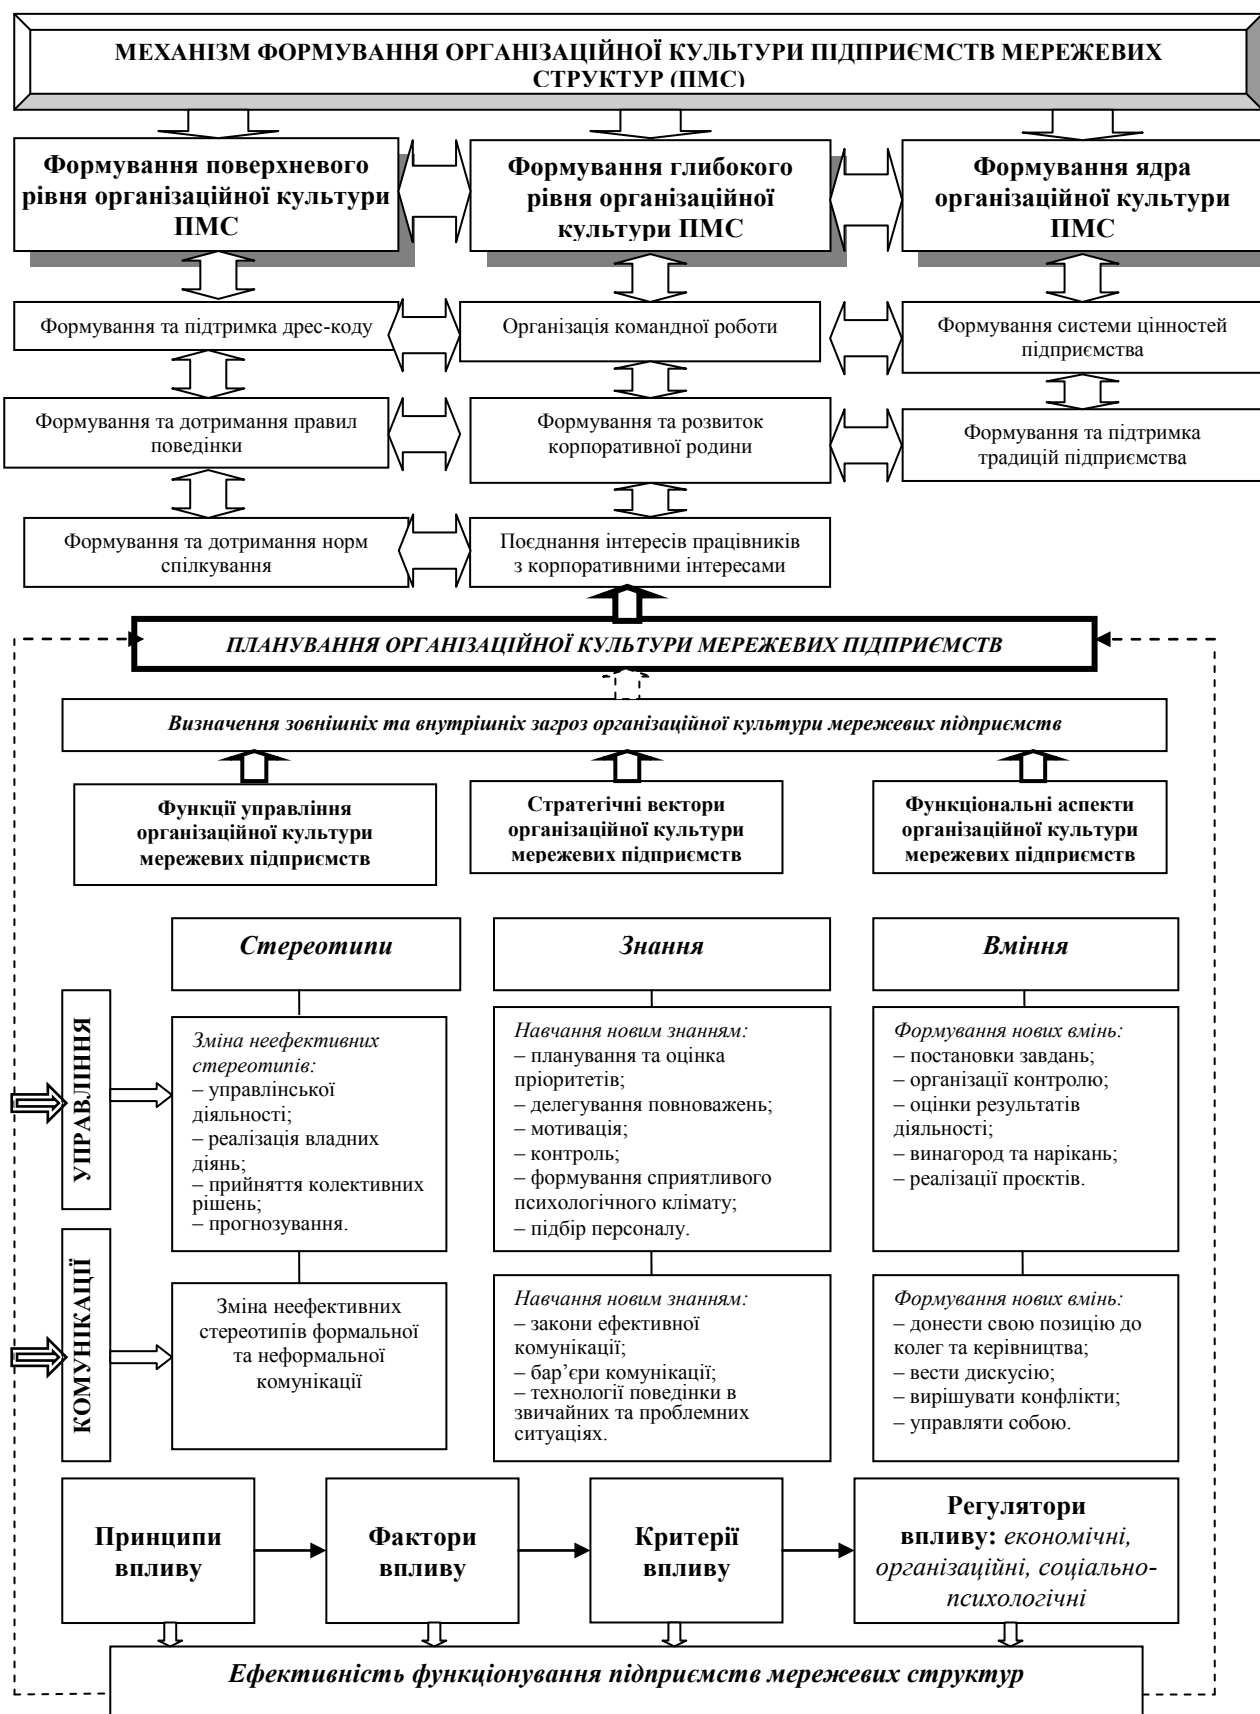 МЕХАНІЗМ ФОРМУВАННЯ ОРГАНІЗАЦІЙНОЇ КУЛЬТУРИ ПІДПРИЄМСТВ МЕРЕЖЕВИХ
СТРУКТУР (ПМС)
Формування поверхневого
рівня організаційної культури
ПМС
Формування глибокого
рівня організаційної
культури ПМС
Формування ядра
організаційної культури
ПМС
Формування та підтримка дрес-коду
Організація командної роботи
Формування системи цінностей
підприємства
Формування та дотримання правил
поведінки
Формування та розвиток
корпоративної родини
Формування та підтримка
традицій підприємства
Формування та дотримання норм
спілкування
Поєднання інтересів працівників
з корпоративними інтересами
ПЛАНУВАННЯ ОРГАНІЗАЦІЙНОЇ КУЛЬТУРИ МЕРЕЖЕВИХ ПІДПРИЄМСТВ
Визначення зовнішніх та внутрішніх загроз організаційної культури мережевих підприємств
Функції управління
організаційної культури
мережевих підприємств
Стратегічні вектори
організаційної культури
мережевих підприємств
Функціональні аспекти
організаційної культури
мережевих підприємств
Стереотипи
Знання
Вміння
УПРАВЛІННЯ
Зміна неефективних
стереотипів:
– управлінської
діяльності;
– реалізація владних
діянь;
– прийняття колективних
рішень;
– прогнозування.
Навчання новим знанням:
– планування та оцінка
пріоритетів;
– делегування повноважень;
– мотивація;
– контроль;
– формування сприятливого
психологічного клімату;
– підбір персоналу.
Формування нових вмінь:
– постановки завдань;
– організації контролю;
– оцінки результатів
діяльності;
– винагород та нарікань;
– реалізації проєктів.
КОМУНІКАЦІЇ
Зміна неефективних
стереотипів формальної
та неформальної
комунікації
Навчання новим знанням:
– закони ефективної
комунікації;
– бар’єри комунікації;
– технології поведінки в
звичайних та проблемних
ситуаціях.
Формування нових вмінь:
– донести свою позицію до
колег та керівництва;
– вести дискусію;
– вирішувати конфлікти;
– управляти собою.
Принципи
впливу
Фактори
впливу
Критерії
впливу
Регулятори
впливу: економічні,
організаційні, соціально-
психологічні
Ефективність функціонування підприємств мережевих структур